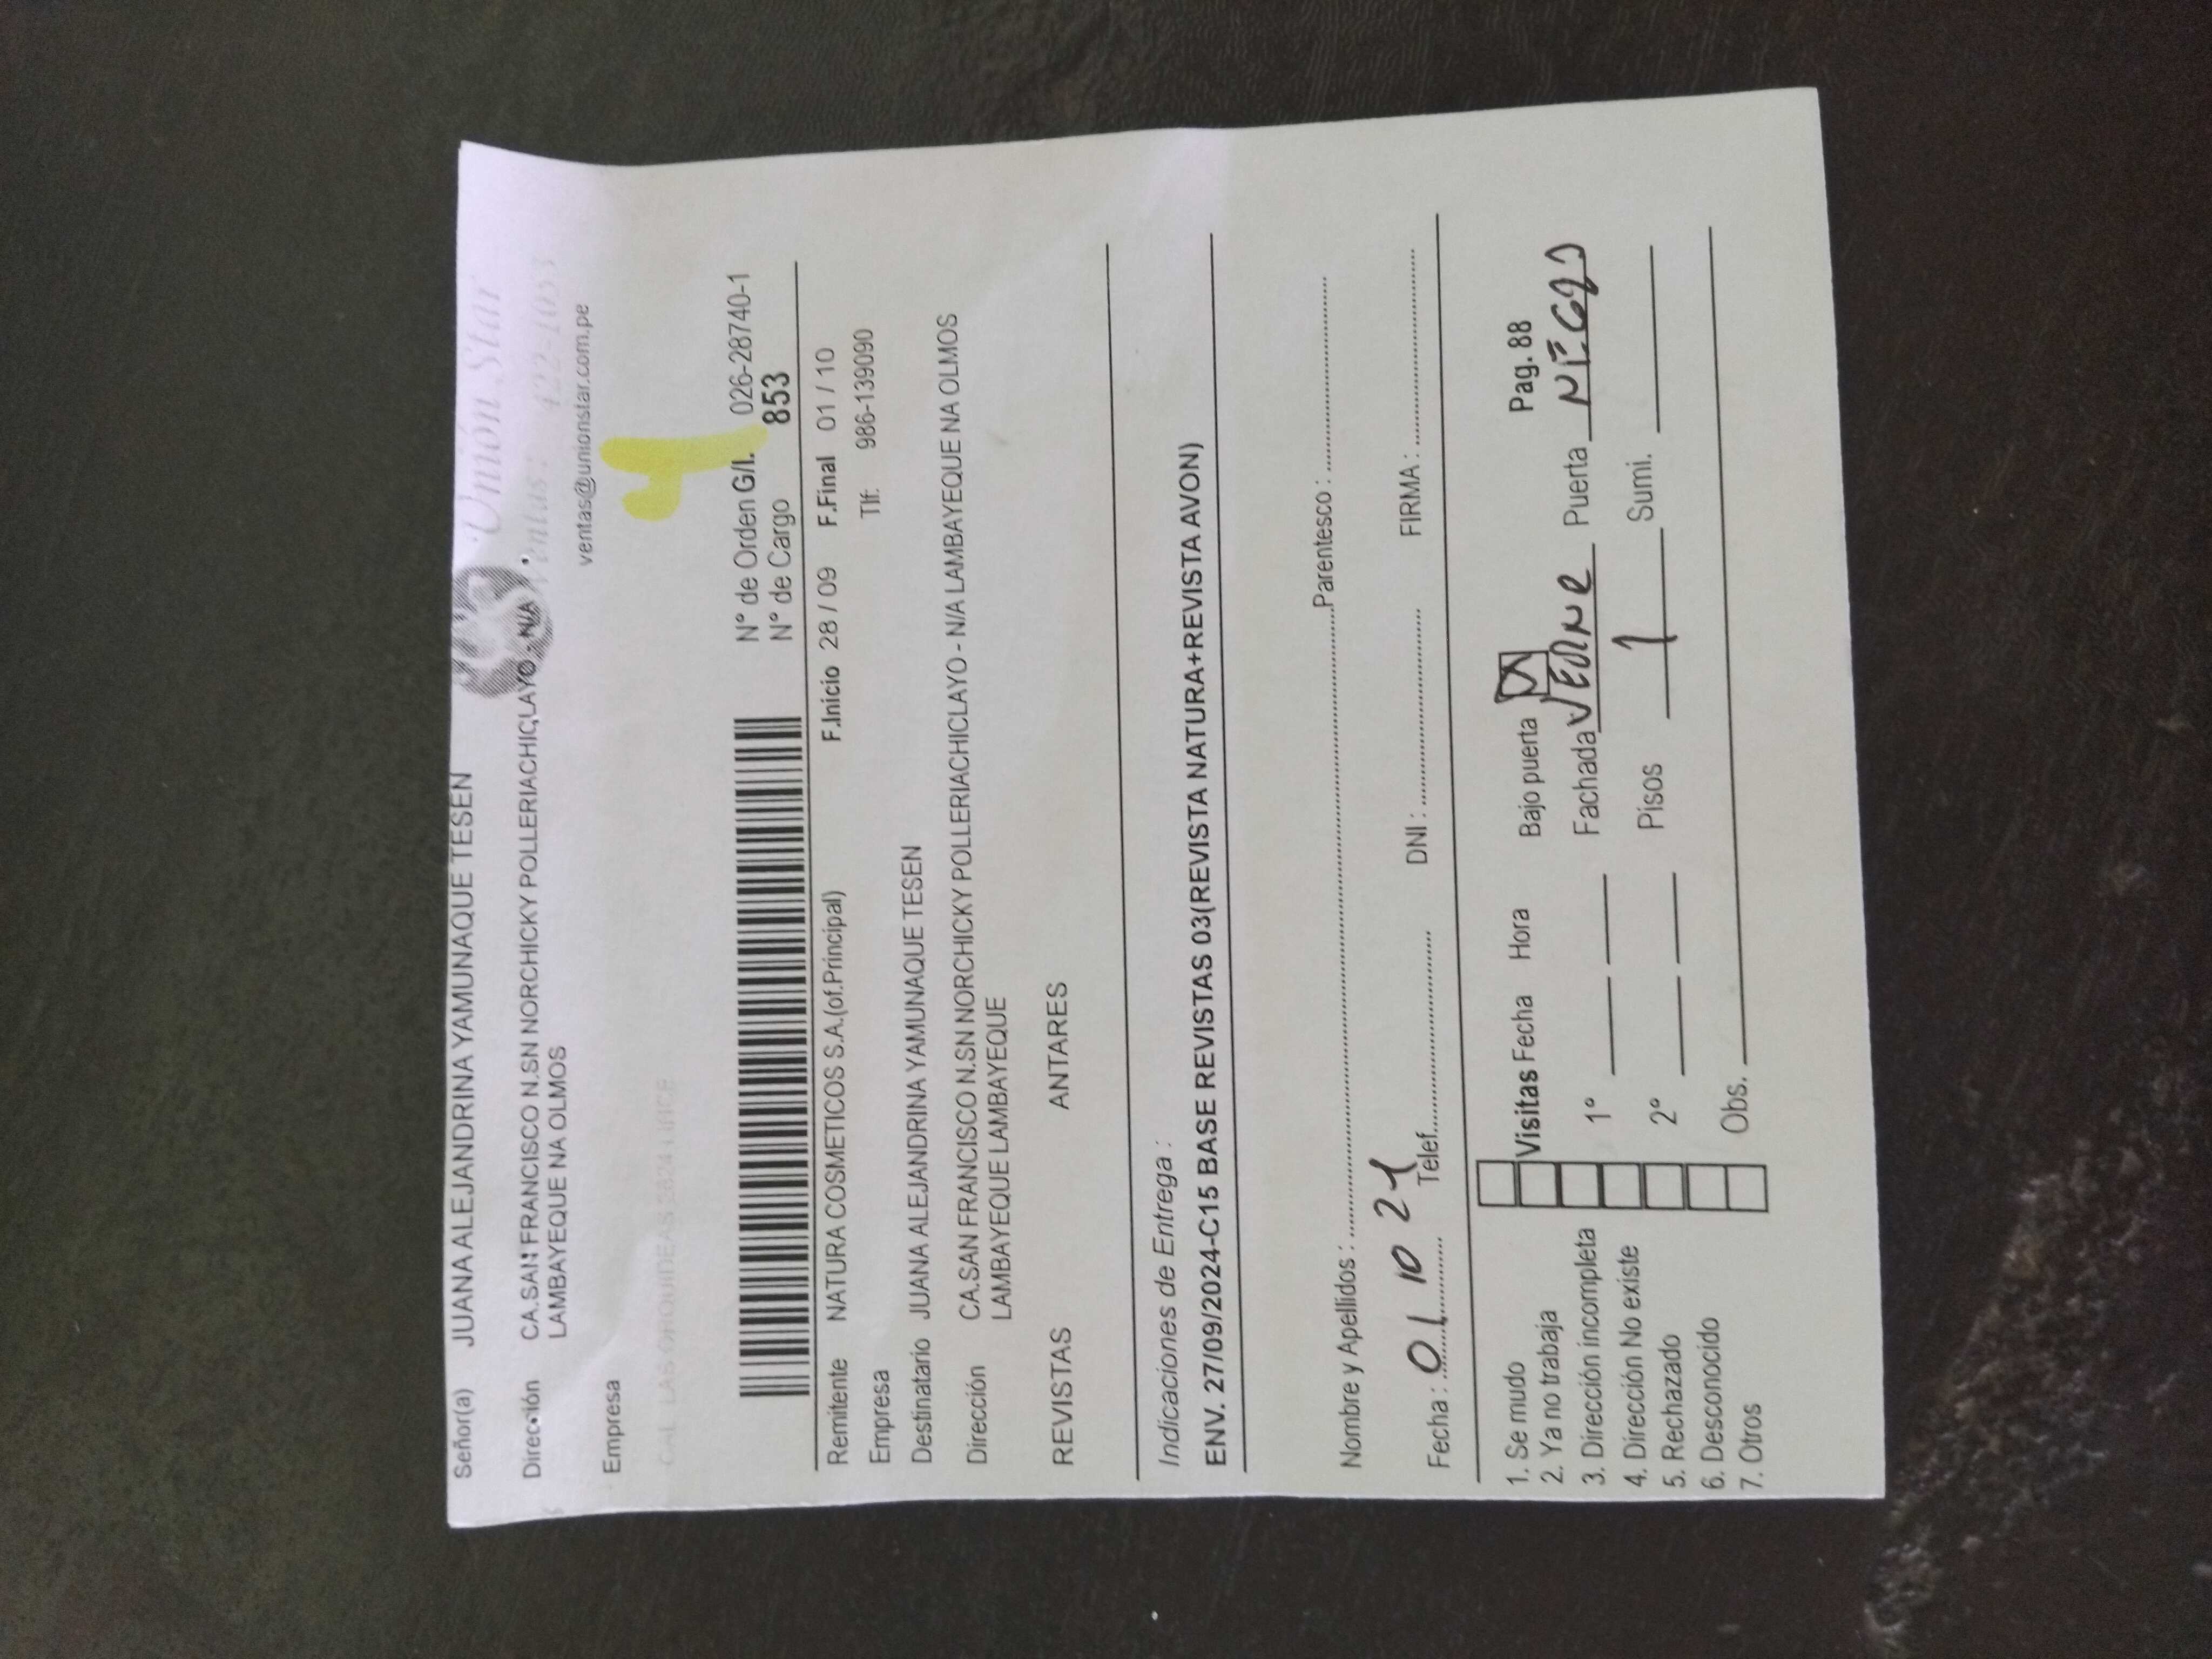 Señor(a) JUANA ALEJANDRINA YAMUNAQUE TESEN
Unión Star
Ventas: 422-1053
Dirección CA.SAN FRANCISCO N.SN NORCHICKY POLLERIACHICLAYO - N/A
LAMBAYEQUE NA OLMOS
ventas@unionstar.com.pe
Empresa
4
N° de Orden G/I. 026-28740-1
N° de Cargo 853
Remitente NATURA COSMETICOS S.A.(of.Principal) F.Inicio 28 / 09 F.Final 01 / 10
Empresa Tlf: 986-139090
Destinatario JUANA ALEJANDRINA YAMUNAQUE TESEN
Dirección CA.SAN FRANCISCO N.SN NORCHICKY POLLERIACHICLAYO - N/A LAMBAYEQUE NA OLMOS
LAMBAYEQUE LAMBAYEQUE
REVISTAS ANTARES
Indicaciones de Entrega :
ENV. 27/09/2024-C15 BASE REVISTAS 03(REVISTA NATURA+REVISTA AVON)
Nombre y Apellidos : Parentesco :
Fecha : 01 10 24 Telef. DNI : FIRMA :
1. Se mudo Visitas Fecha Hora Bajo puerta Pag. 88
2. Ya no trabaja
3. Dirección incompleta 1° Fachada Puerta
4. Dirección No existe
5. Rechazado 2° Pisos 1 Sumi.
6. Desconocido
7. Otros Obs.